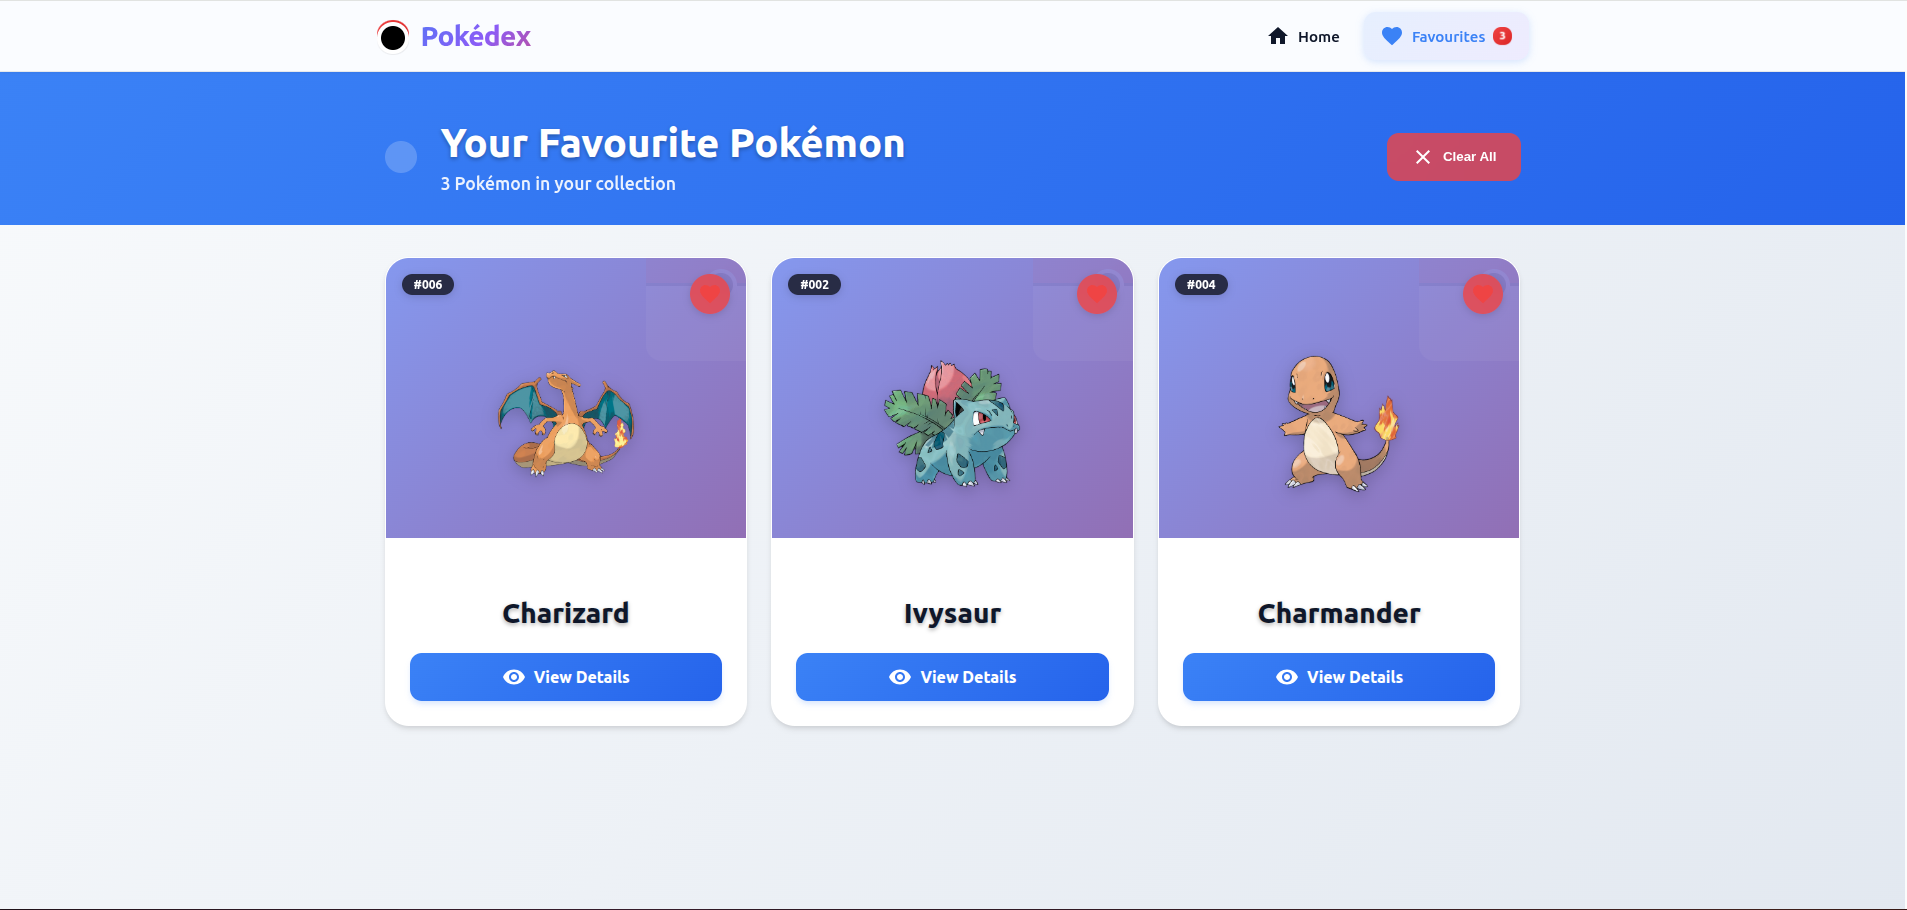 Pokédex
Home
Favourites 3
Your Favourite Pokémon
3 Pokémon in your collection
Clear All
#006
#002
#004
Charizard
Ivysaur
Charmander
View Details
View Details
View Details